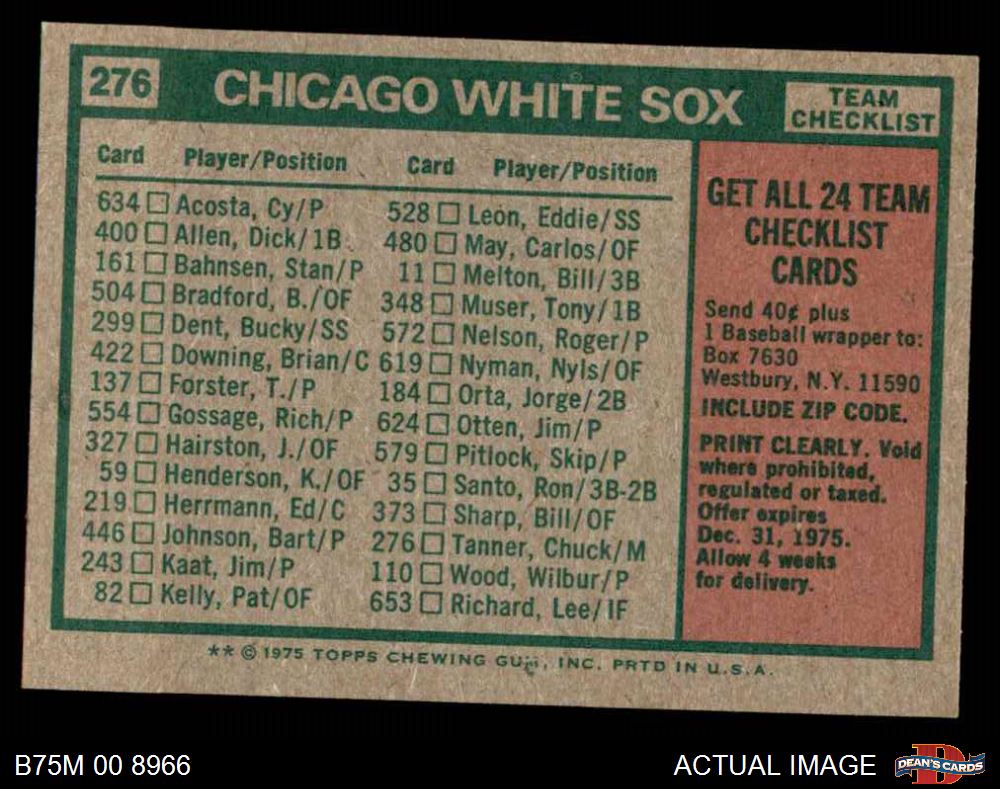 276 CHICAGO WHITE SOX TEAM CHECKLIST
Card Player/Position
634 Acosta, Cy/P
400 Allen, Dick/1B
161 Bahnsen, Stan/P
504 Bradford, B./OF
299 Dent, Bucky/SS
422 Downing, Brian/C
137 Forster, T./P
554 Gossage, Rich/P
327 Hairston, J./OF
59 Henderson, K./OF
219 Herrmann, Ed/C
446 Johnson, Bart/P
243 Kaat, Jim/P
82 Kelly, Pat/OF
Card Player/Position
528 Leon, Eddie/SS
480 May, Carlos/OF
11 Melton, Bill/3B
348 Muser, Tony/1B
572 Nelson, Roger/P
619 Nyman, Nyls/OF
184 Orta, Jorge/2B
624 Otten, Jim/P
579 Pitlock, Skip/P
35 Santo, Ron/3B-2B
373 Sharp, Bill/OF
276 Tanner, Chuck/M
110 Wood, Wilbur/P
653 Richard, Lee/IF
GET ALL 24 TEAM
CHECKLIST
CARDS
Send 40¢ plus
1 Baseball wrapper to:
Box 7630
Westbury, N.Y. 11590
INCLUDE ZIP CODE.
PRINT CLEARLY. Void
where prohibited,
regulated or taxed.
Offer expires
Dec. 31, 1975.
Allow 4 weeks
for delivery.
** © 1975 TOPPS CHEWING GUM, INC. PRTD IN U.S.A.
B75M 00 8966
ACTUAL IMAGE
D
DEAN'S CARDS